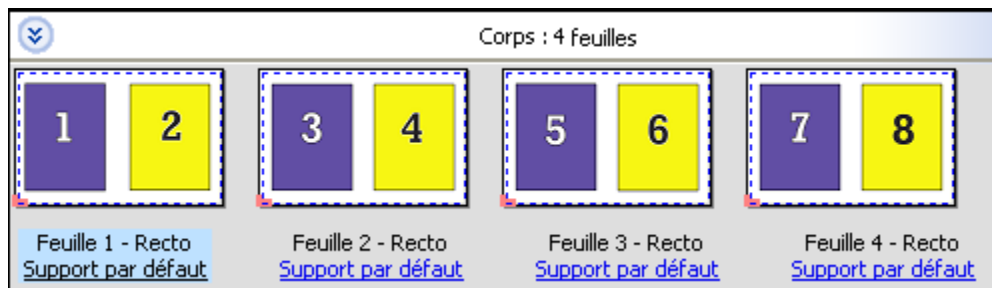 Corps : 4 feuilles
1 2 3 4 5 6 7 8
Feuille 1 - Recto Feuille 2 - Recto Feuille 3 - Recto Feuille 4 - Recto
Support par défaut Support par défaut Support par défaut Support par défaut